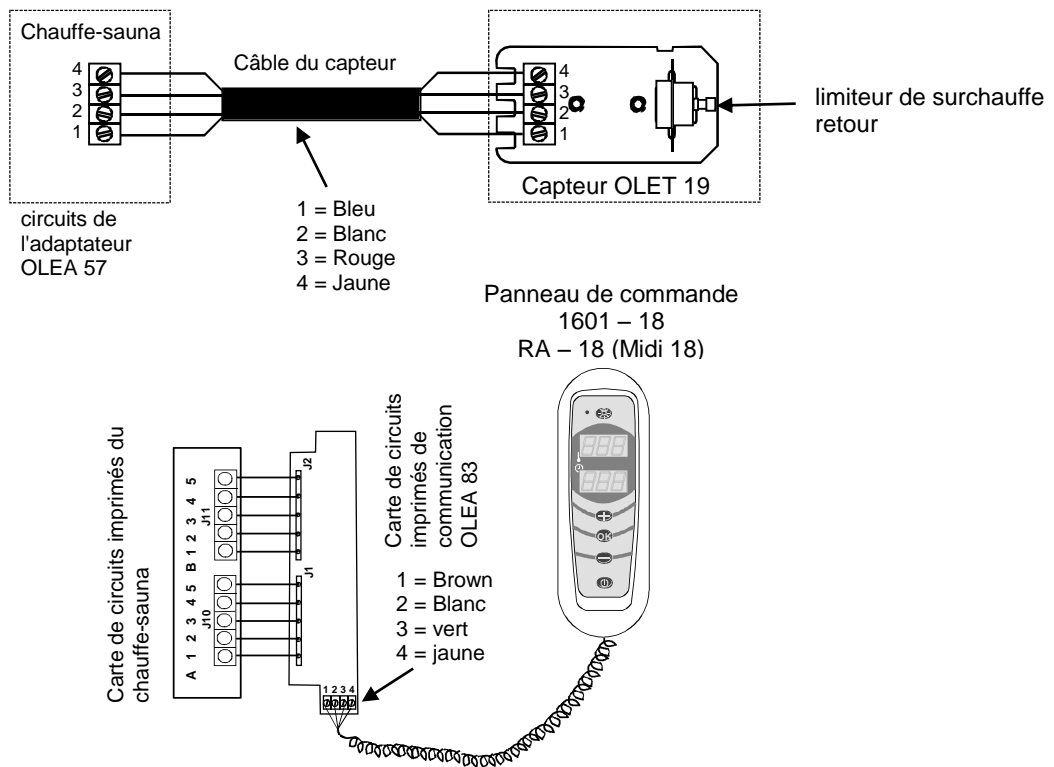 Chauffe-sauna
4
3
2
1
circuits de
l'adaptateur
OLEA 57
Câble du capteur
1 = Bleu
2 = Blanc
3 = Rouge
4 = Jaune
4
3
2
1
Capteur OLET 19
limiteur de surchauffe
retour
Panneau de commande
1601 – 18
RA – 18 (Midi 18)
OK
Carte de circuits imprimés du
chauffe-sauna
A 1 2 3 4 5 B 1 2 3 4 5
J10
J11
J2
J1
Carte de circuits
imprimés de
communication
OLEA 83
1 = Brown
2 = Blanc
3 = vert
4 = jaune
1 2 3 4